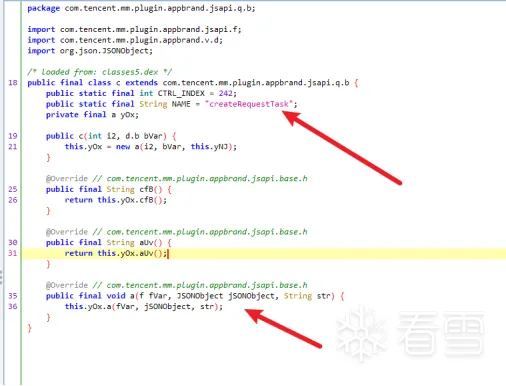 package com.tencent.mm.plugin.appbrand.jsapi.q.b;
import com.tencent.mm.plugin.appbrand.jsapi.f;
import com.tencent.mm.plugin.appbrand.v.d;
import org.json.JSONObject;
/* loaded from: classes5.dex */
18 public final class c extends com.tencent.mm.plugin.appbrand.jsapi.q.b {
public static final int CTRL_INDEX = 242;
public static final String NAME = "createRequestTask";
private final a yOx;
19 public c(int i2, d.b bVar) {
21 this.yOx = new a(i2, bVar, this.yNJ);
}
@Override // com.tencent.mm.plugin.appbrand.jsapi.base.h
25 public final String cfB() {
26 return this.yOx.cfB();
}
@Override // com.tencent.mm.plugin.appbrand.jsapi.base.h
30 public final String aUv() {
31 return this.yOx.aUv();
}
@Override // com.tencent.mm.plugin.appbrand.jsapi.base.h
35 public final void a(f fVar, JSONObject jSONObject, String str) {
36 this.yOx.a(fVar, jSONObject, str);
}
}
看雪